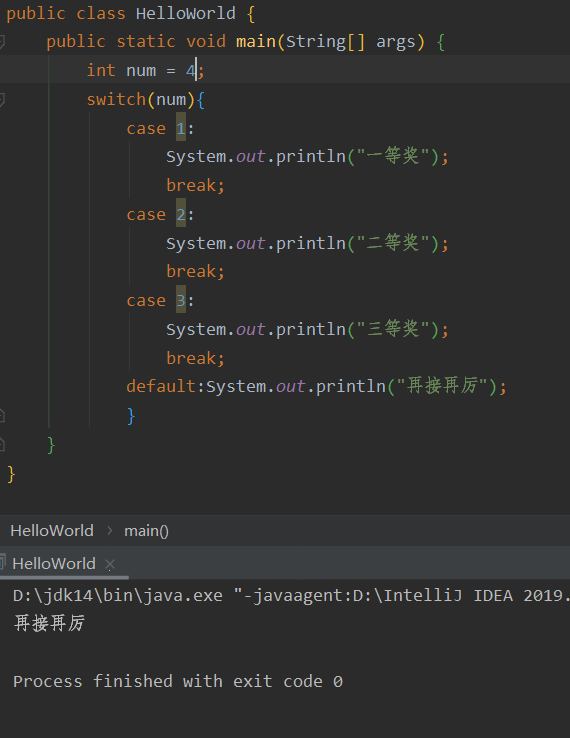 public class HelloWorld {
public static void main(String[] args) {
int num = 4;
switch(num){
case 1:
System.out.println("一等奖");
break;
case 2:
System.out.println("二等奖");
break;
case 3:
System.out.println("三等奖");
break;
default:System.out.println("再接再厉");
}
}
}
HelloWorld › main()
HelloWorld ×
D:\jdk14\bin\java.exe "-javaagent:D:\IntelliJ IDEA 2019.
再接再厉
Process finished with exit code 0